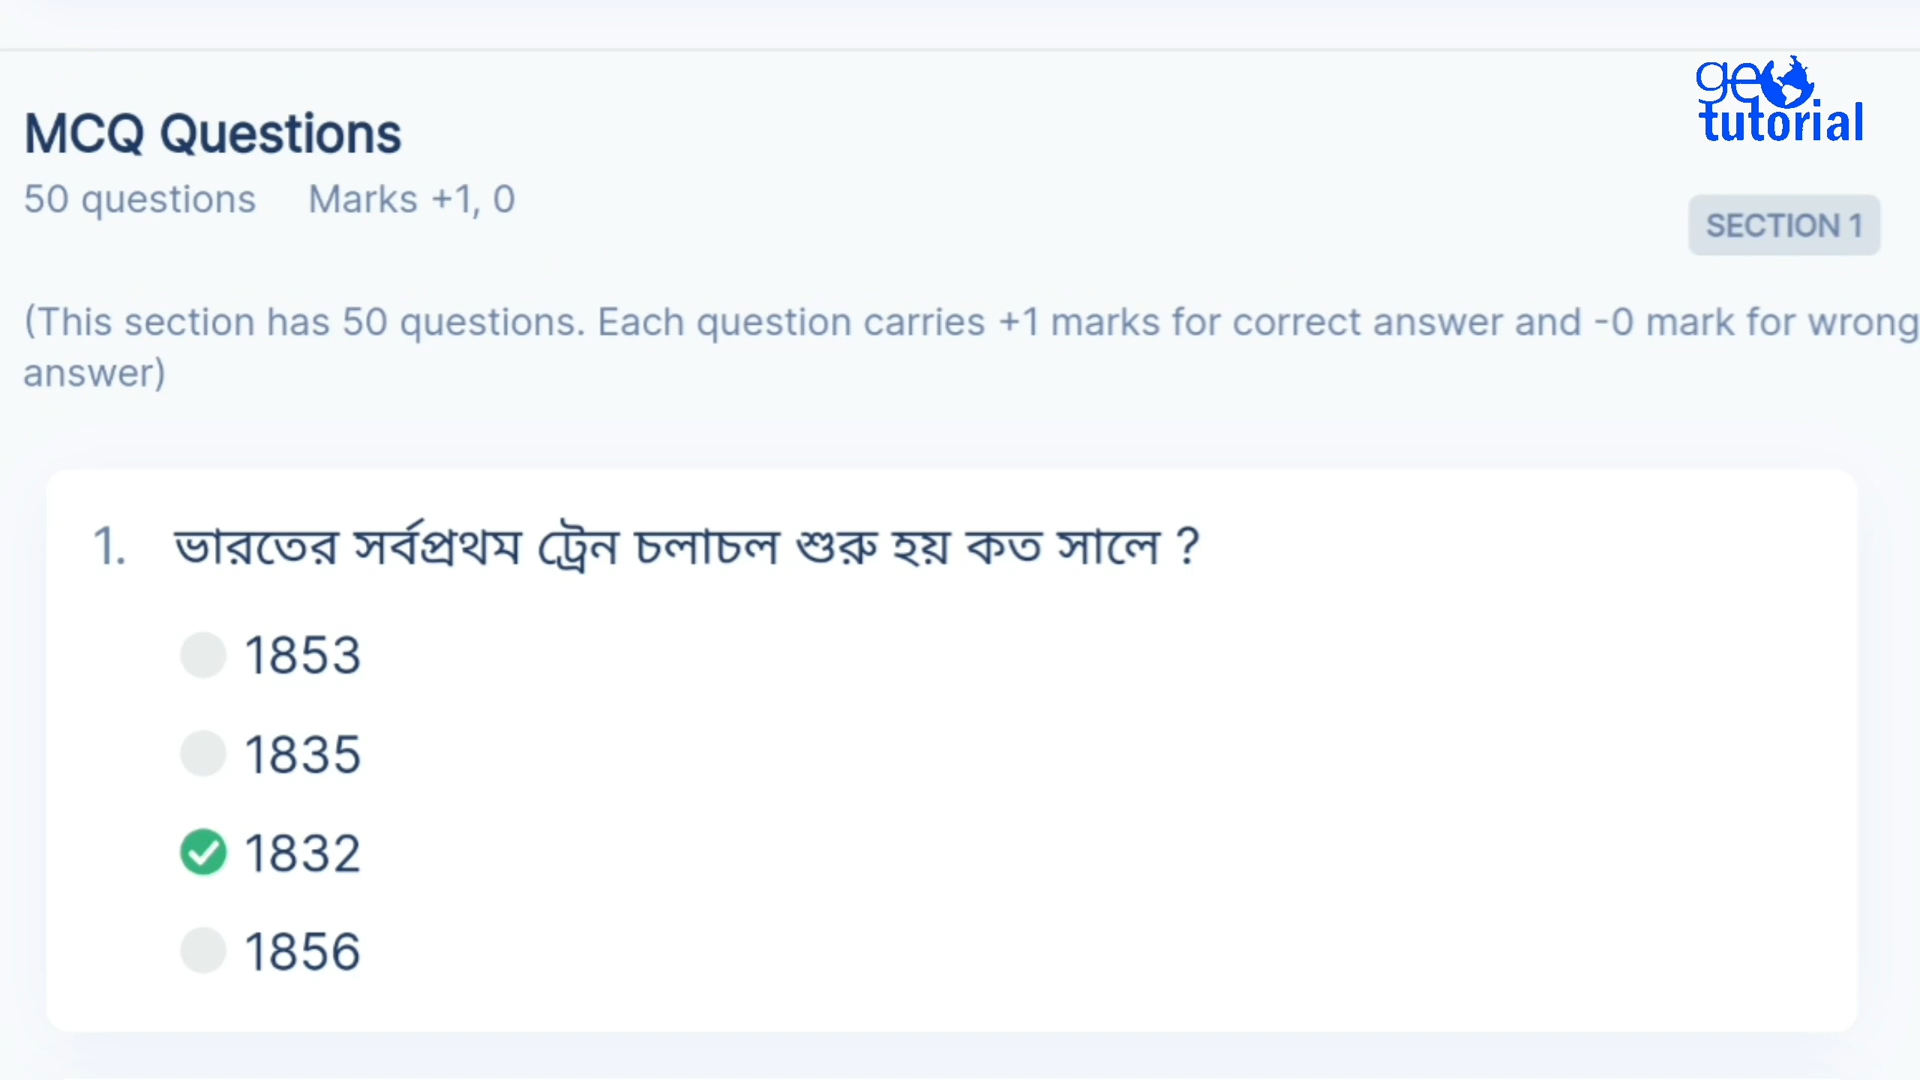 geo
tutorial
MCQ Questions
50 questions Marks +1, 0
SECTION 1
(This section has 50 questions. Each question carries +1 marks for correct answer and -0 mark for wrong
answer)
1. ভারতের সর্বপ্রথম ট্রেন চলাচল শুরু হয় কত সালে ?
1853
1835
1832
1856